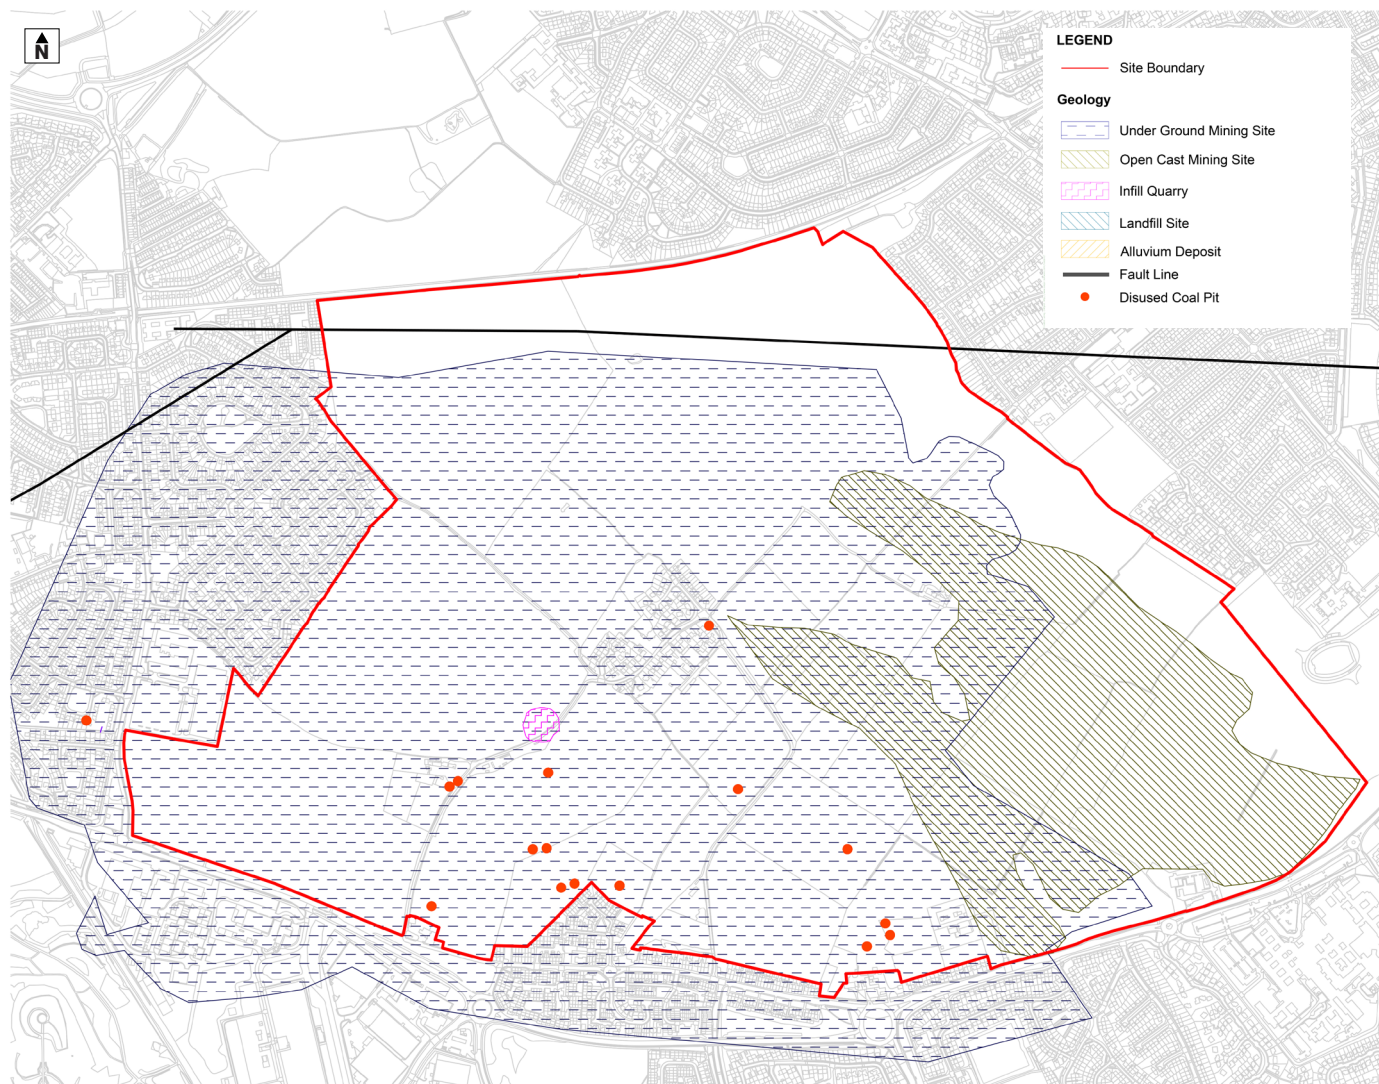 N
LEGEND
Site Boundary
Geology
Under Ground Mining Site
Open Cast Mining Site
Infill Quarry
Landfill Site
Alluvium Deposit
Fault Line
Disused Coal Pit